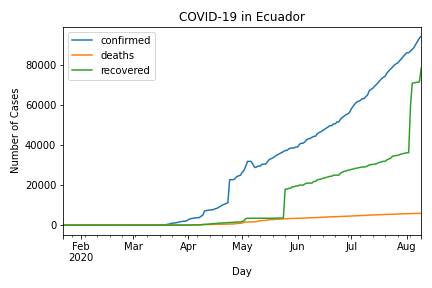 COVID-19 in Ecuador
confirmed
deaths
recovered
Number of Cases
80000
60000
40000
20000
0
Feb Mar Apr May Jun Jul Aug
2020
Day